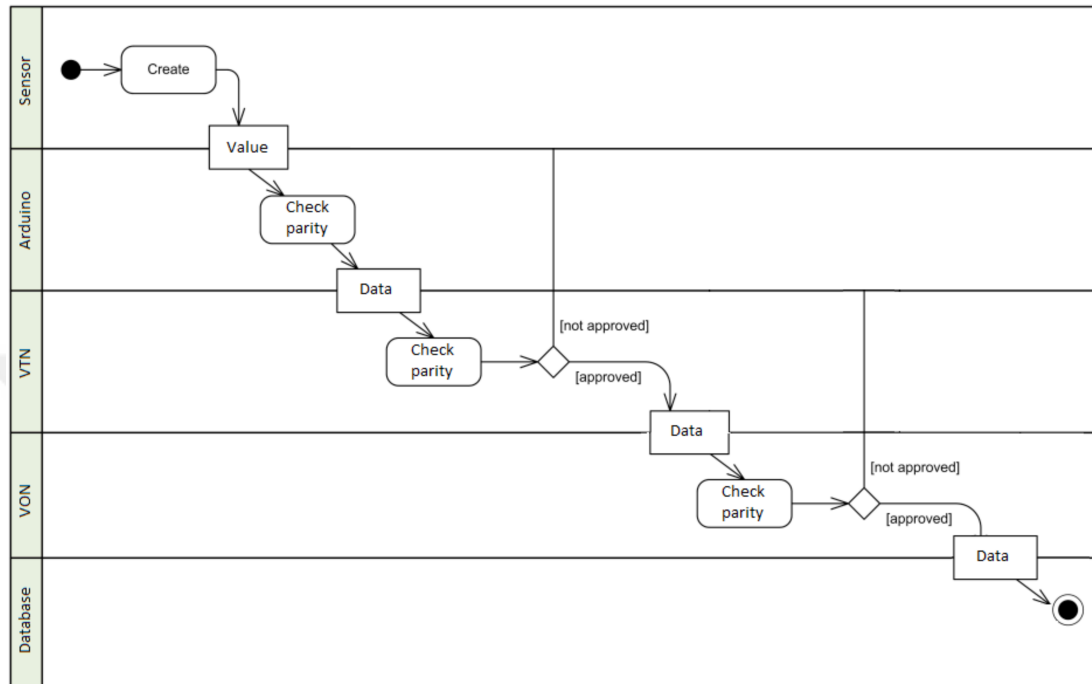 Sensor
Create
Value
Arduino
Check
parity
Data
VTN
Check
parity
[not approved]
[approved]
Data
VON
Check
parity
[not approved]
[approved]
Data
Database